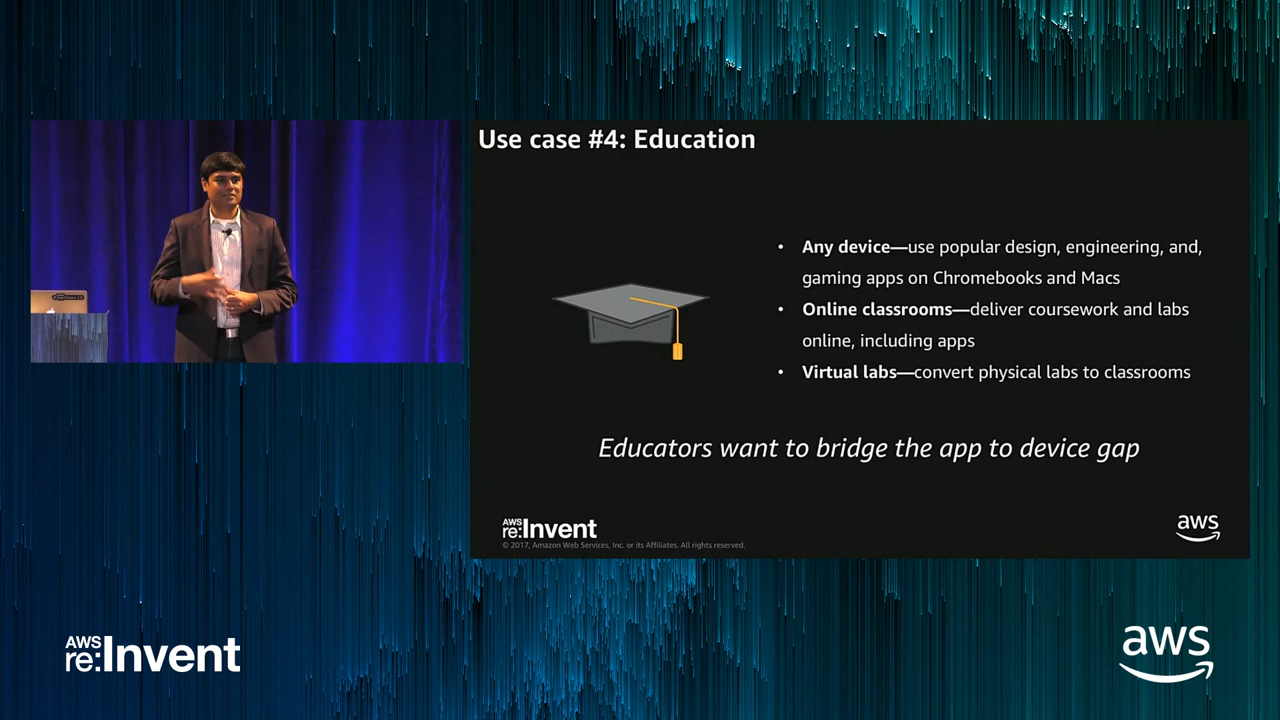 Use case #4: Education
• Any device—use popular design, engineering, and,
gaming apps on Chromebooks and Macs
• Online classrooms—deliver coursework and labs
online, including apps
• Virtual labs—convert physical labs to classrooms
Educators want to bridge the app to device gap
AWS
re:Invent
© 2017, Amazon Web Services, Inc. or its Affiliates. All rights reserved.
aws
AWS
re:Invent
aws